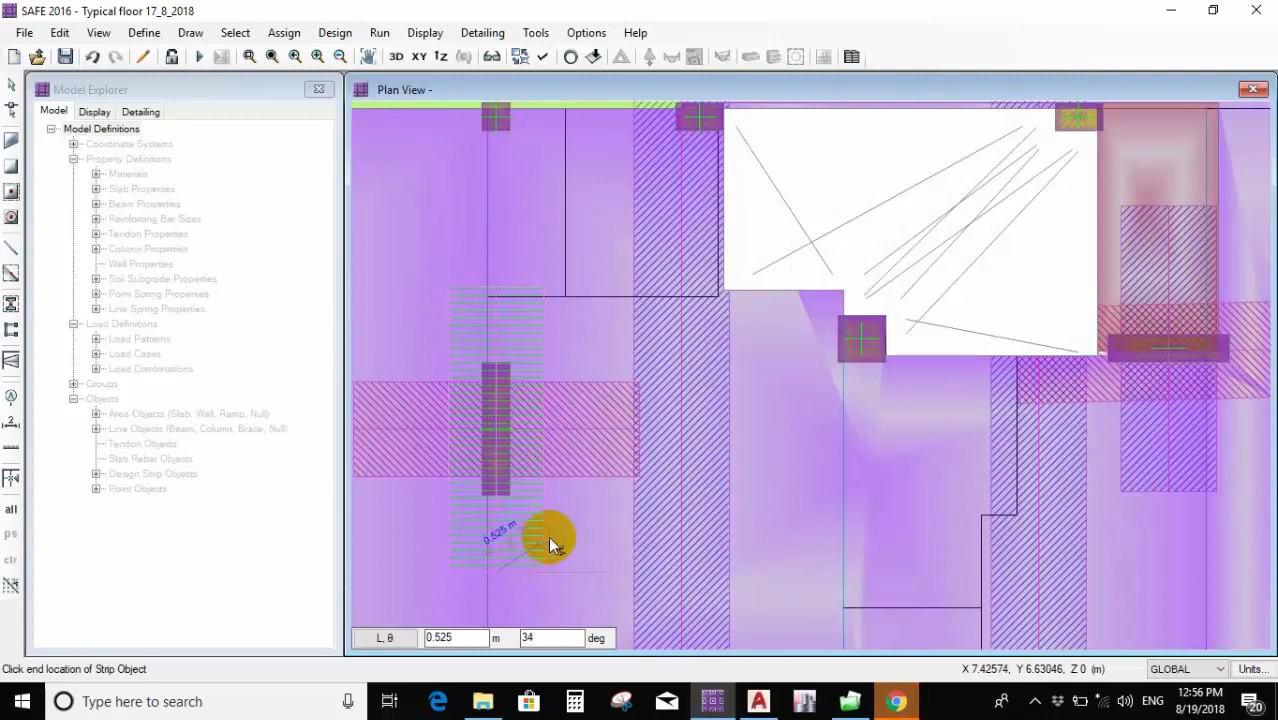 SAFE 2016 - Typical floor 17_8_2018
File Edit View Define Draw Select Assign Design Run Display Detailing Tools Options Help
3D XY
Model Explorer
Plan View -
Model Display Detailing
Model Definitions
Coordinate Systems
Property Definitions
Materials
Slab Properties
Beam Properties
Reinforcing Bar Sizes
Tendon Properties
Column Properties
Wall Properties
Soil Subgrade Properties
Point Spring Properties
Line Spring Properties
Load Definitions
Load Patterns
Load Cases
Load Combinations
Groups
Objects
Area Objects (Slab, Wall, Ramp, Null)
Line Objects (Beam, Column, Brace, Null)
Tendon Objects
Slab Rebar Objects
Design Strip Objects
Point Objects
all
ps
clr
0.525 m
L, θ 0.525 m 34 deg
Click end location of Strip Object
X 7.42574, Y 6.63046, Z 0 (m) GLOBAL Units...
Type here to search
ENG
12:56 PM
8/19/2018
20